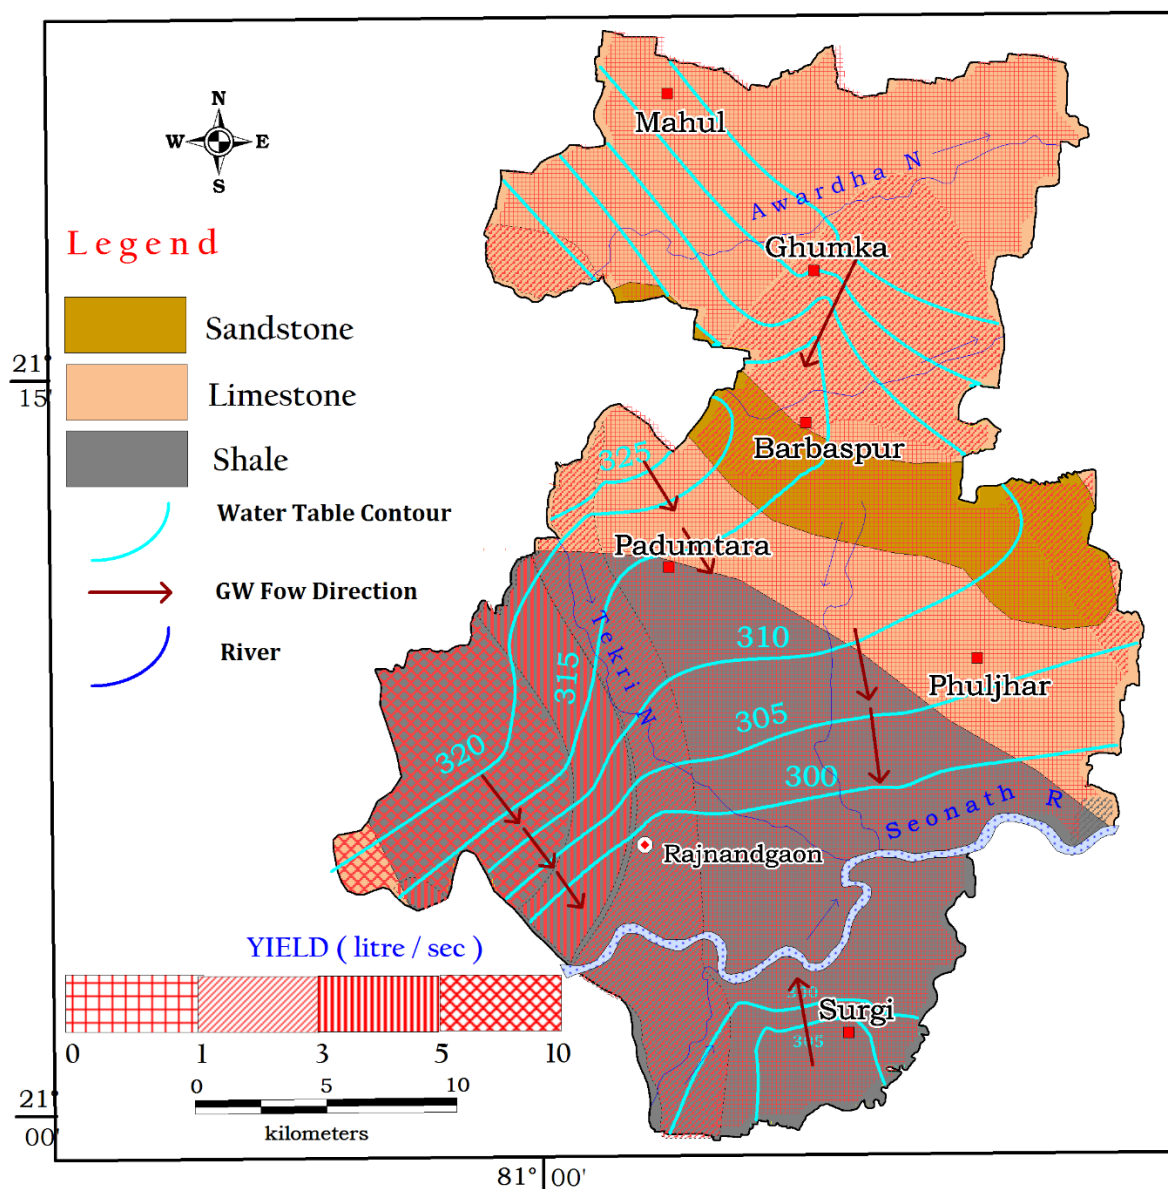 N
W E
S
Legend
Sandstone
Limestone
Shale
Water Table Contour
GW Fow Direction
River
Mahul
Awardha N
Ghumka
21°
15'
Barbaspur
325
Padumtara
Tekri N
310
315
Phuljhar
305
320
300
Seonath R
Rajnandgaon
YIELD ( litre / sec )
0 1 3 5 10
Surgi
305
0 5 10
kilometers
21°
00'
81° 00'